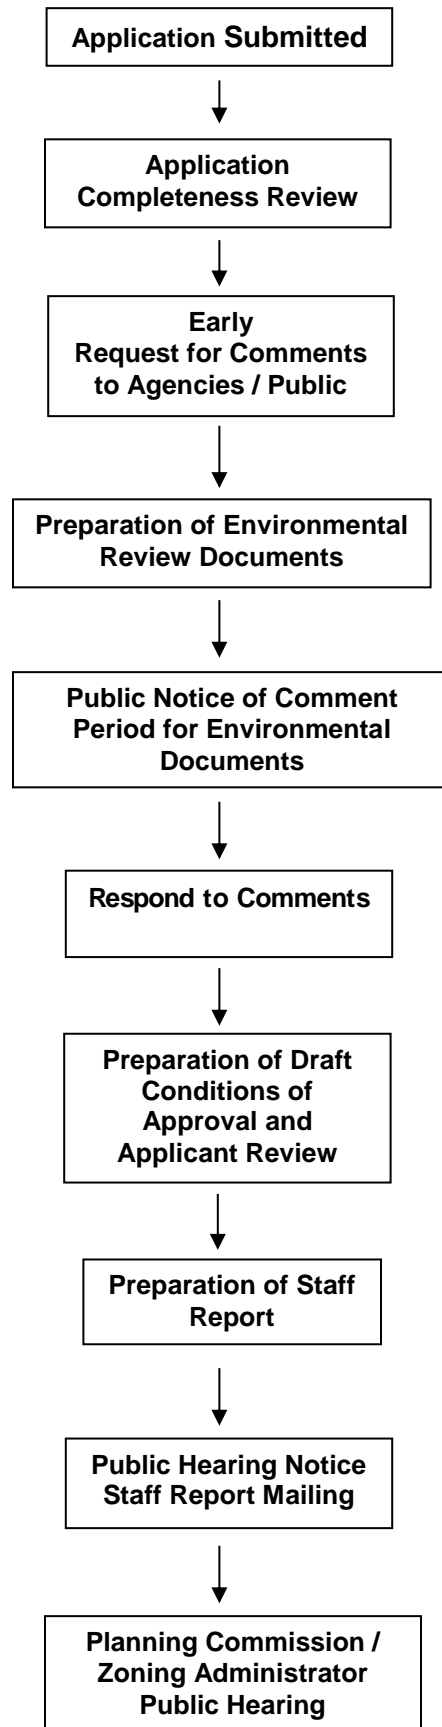 Application Submitted
Application
Completeness Review
Early
Request for Comments
to Agencies / Public
Preparation of Environmental
Review Documents
Public Notice of Comment
Period for Environmental
Documents
Respond to Comments
Preparation of Draft
Conditions of
Approval and
Applicant Review
Preparation of Staff
Report
Public Hearing Notice
Staff Report Mailing
Planning Commission /
Zoning Administrator
Public Hearing